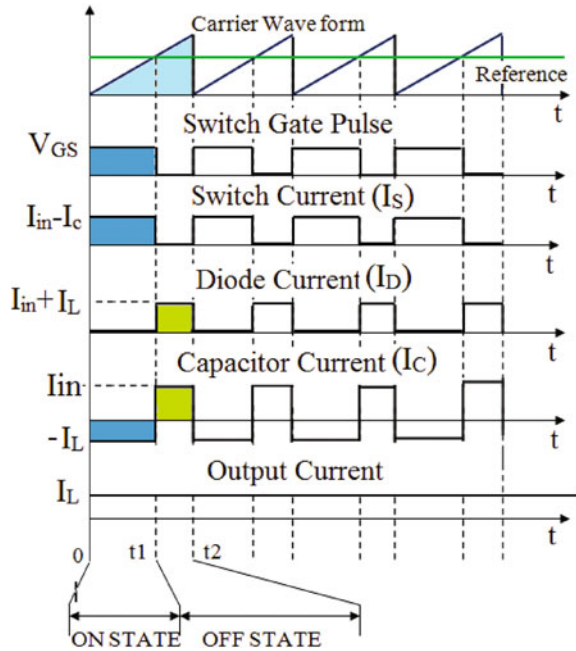 Carrier Wave form
Reference
t
Switch Gate Pulse
VGS
t
Switch Current (IS)
Iin-Ic
t
Diode Current (ID)
Iin+IL
t
Capacitor Current (IC)
Iin
-IL
t
Output Current
IL
t
0 t1 t2
ON STATE OFF STATE